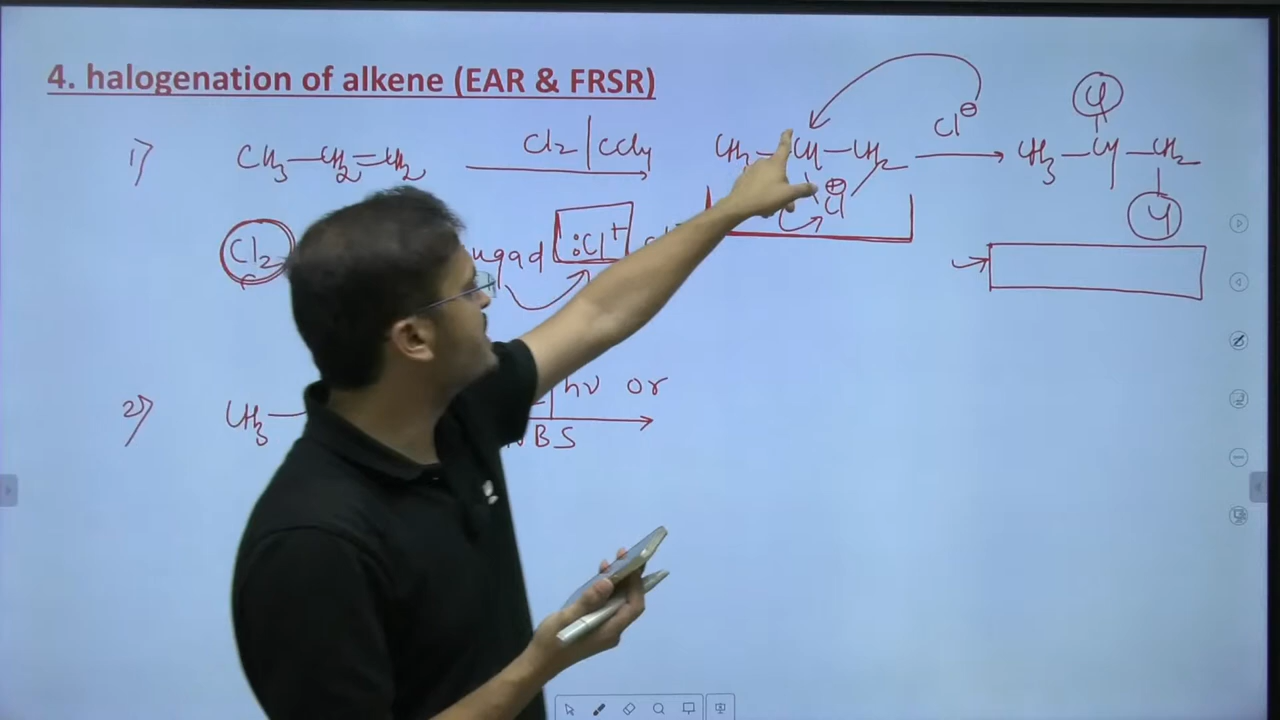 4. halogenation of alkene (EAR & FRSR)
1) CH3—CH2=CH2 Cl2 | CCl4 CH3—CH—CH2 Cl⊖ CH3—CH—CH2
Cl
Cl⊕
Cl
Cl2 :Cl+
2) CH3— hν or
NBS